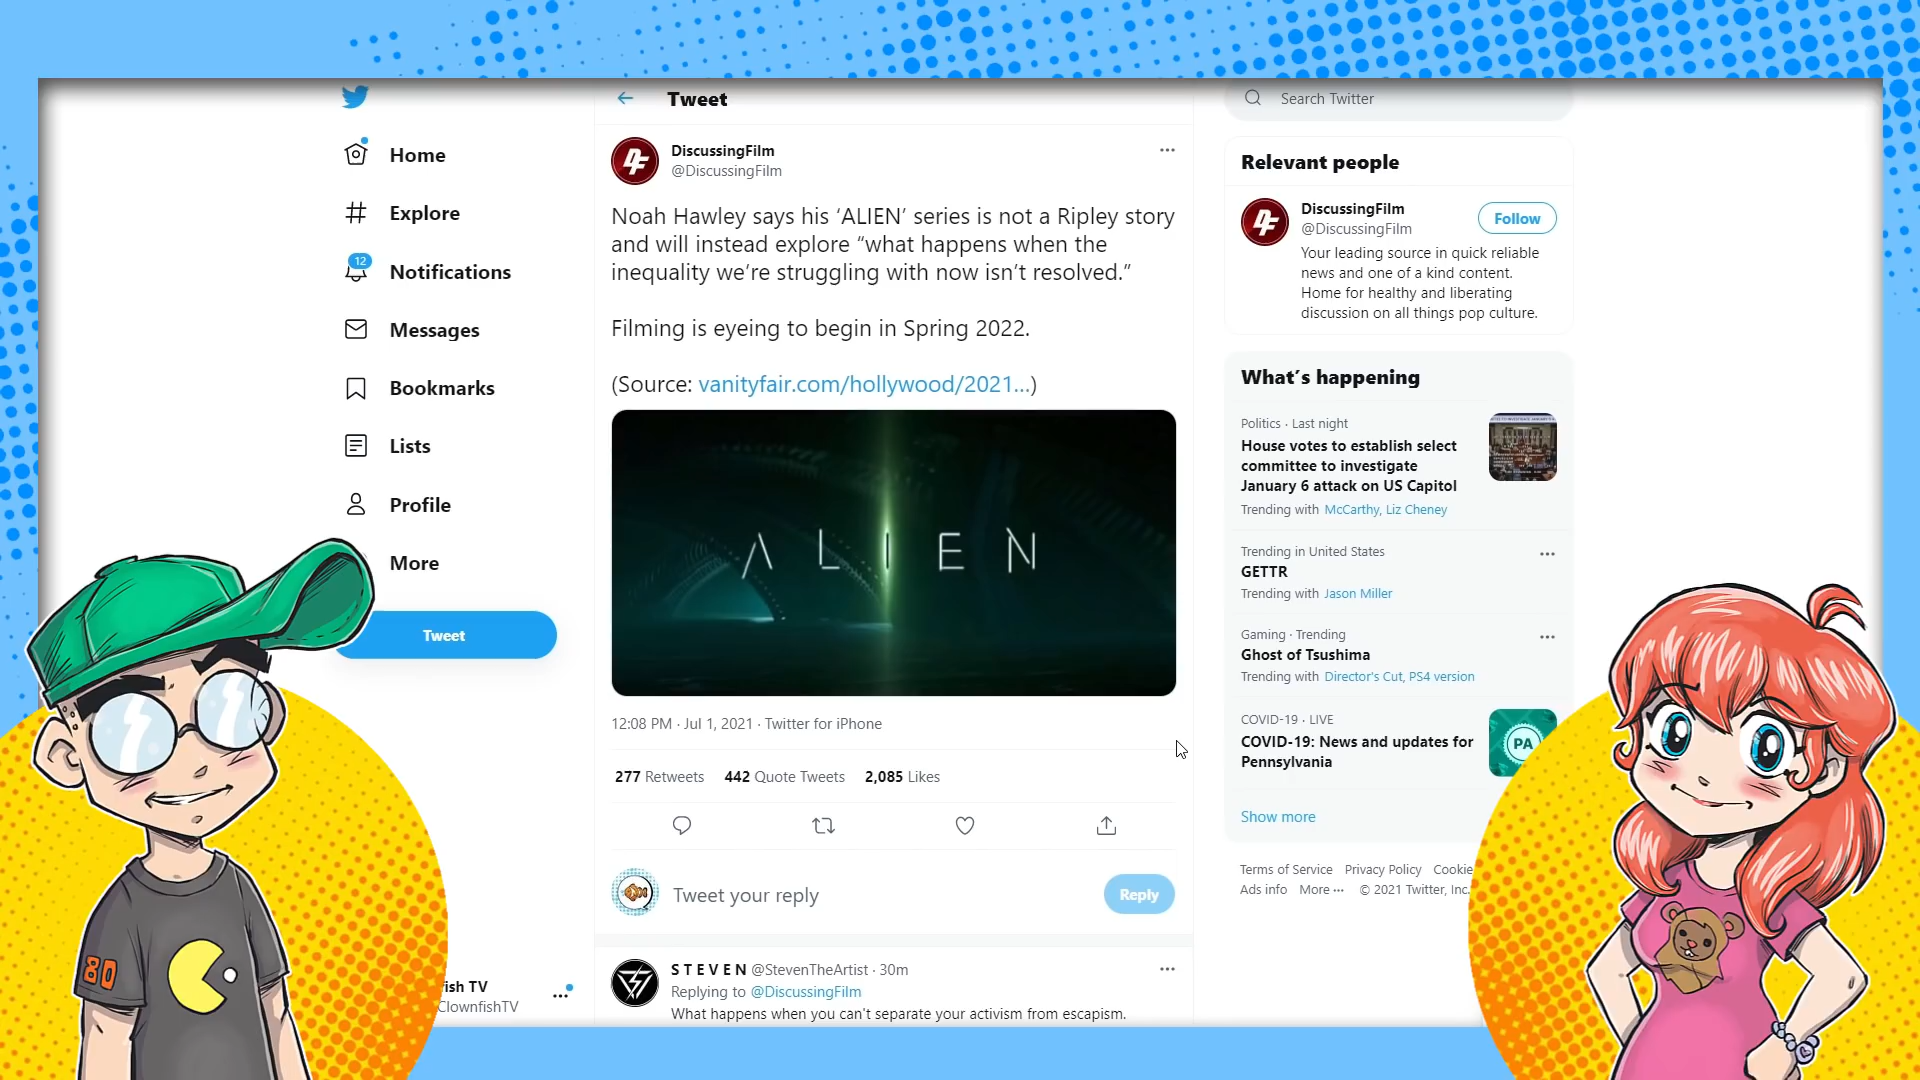 Tweet
Search Twitter
Home
Explore
12
Notifications
Messages
Bookmarks
Lists
Profile
More
Tweet
fish TV
ClownfishTV
80
DiscussingFilm
@DiscussingFilm
Noah Hawley says his ‘ALIEN’ series is not a Ripley story
and will instead explore “what happens when the
inequality we’re struggling with now isn’t resolved.”
Filming is eyeing to begin in Spring 2022.
(Source: vanityfair.com/hollywood/2021…)
ALIEN
12:08 PM · Jul 1, 2021 · Twitter for iPhone
277 Retweets 442 Quote Tweets 2,085 Likes
Tweet your reply
Reply
S T E V E N @StevenTheArtist · 30m
Replying to @DiscussingFilm
What happens when you can't separate your activism from escapism.
Relevant people
DiscussingFilm
@DiscussingFilm
Follow
Your leading source in quick reliable
news and one of a kind content.
Home for healthy and liberating
discussion on all things pop culture.
What’s happening
Politics · Last night
House votes to establish select
committee to investigate
January 6 attack on US Capitol
Trending with McCarthy, Liz Cheney
Trending in United States
GETTR
Trending with Jason Miller
Gaming · Trending
Ghost of Tsushima
Trending with Director's Cut, PS4 version
COVID-19 · LIVE
COVID-19: News and updates for
Pennsylvania
PA
Show more
Terms of Service Privacy Policy Cookie
Ads info More ··· © 2021 Twitter, Inc.